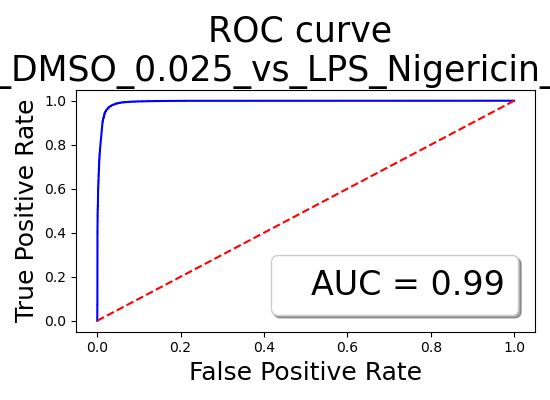 ROC curve
_DMSO_0.025_vs_LPS_Nigericin_
True Positive Rate
1.0
0.8
0.6
0.4
0.2
0.0
AUC = 0.99
0.0 0.2 0.4 0.6 0.8 1.0
False Positive Rate